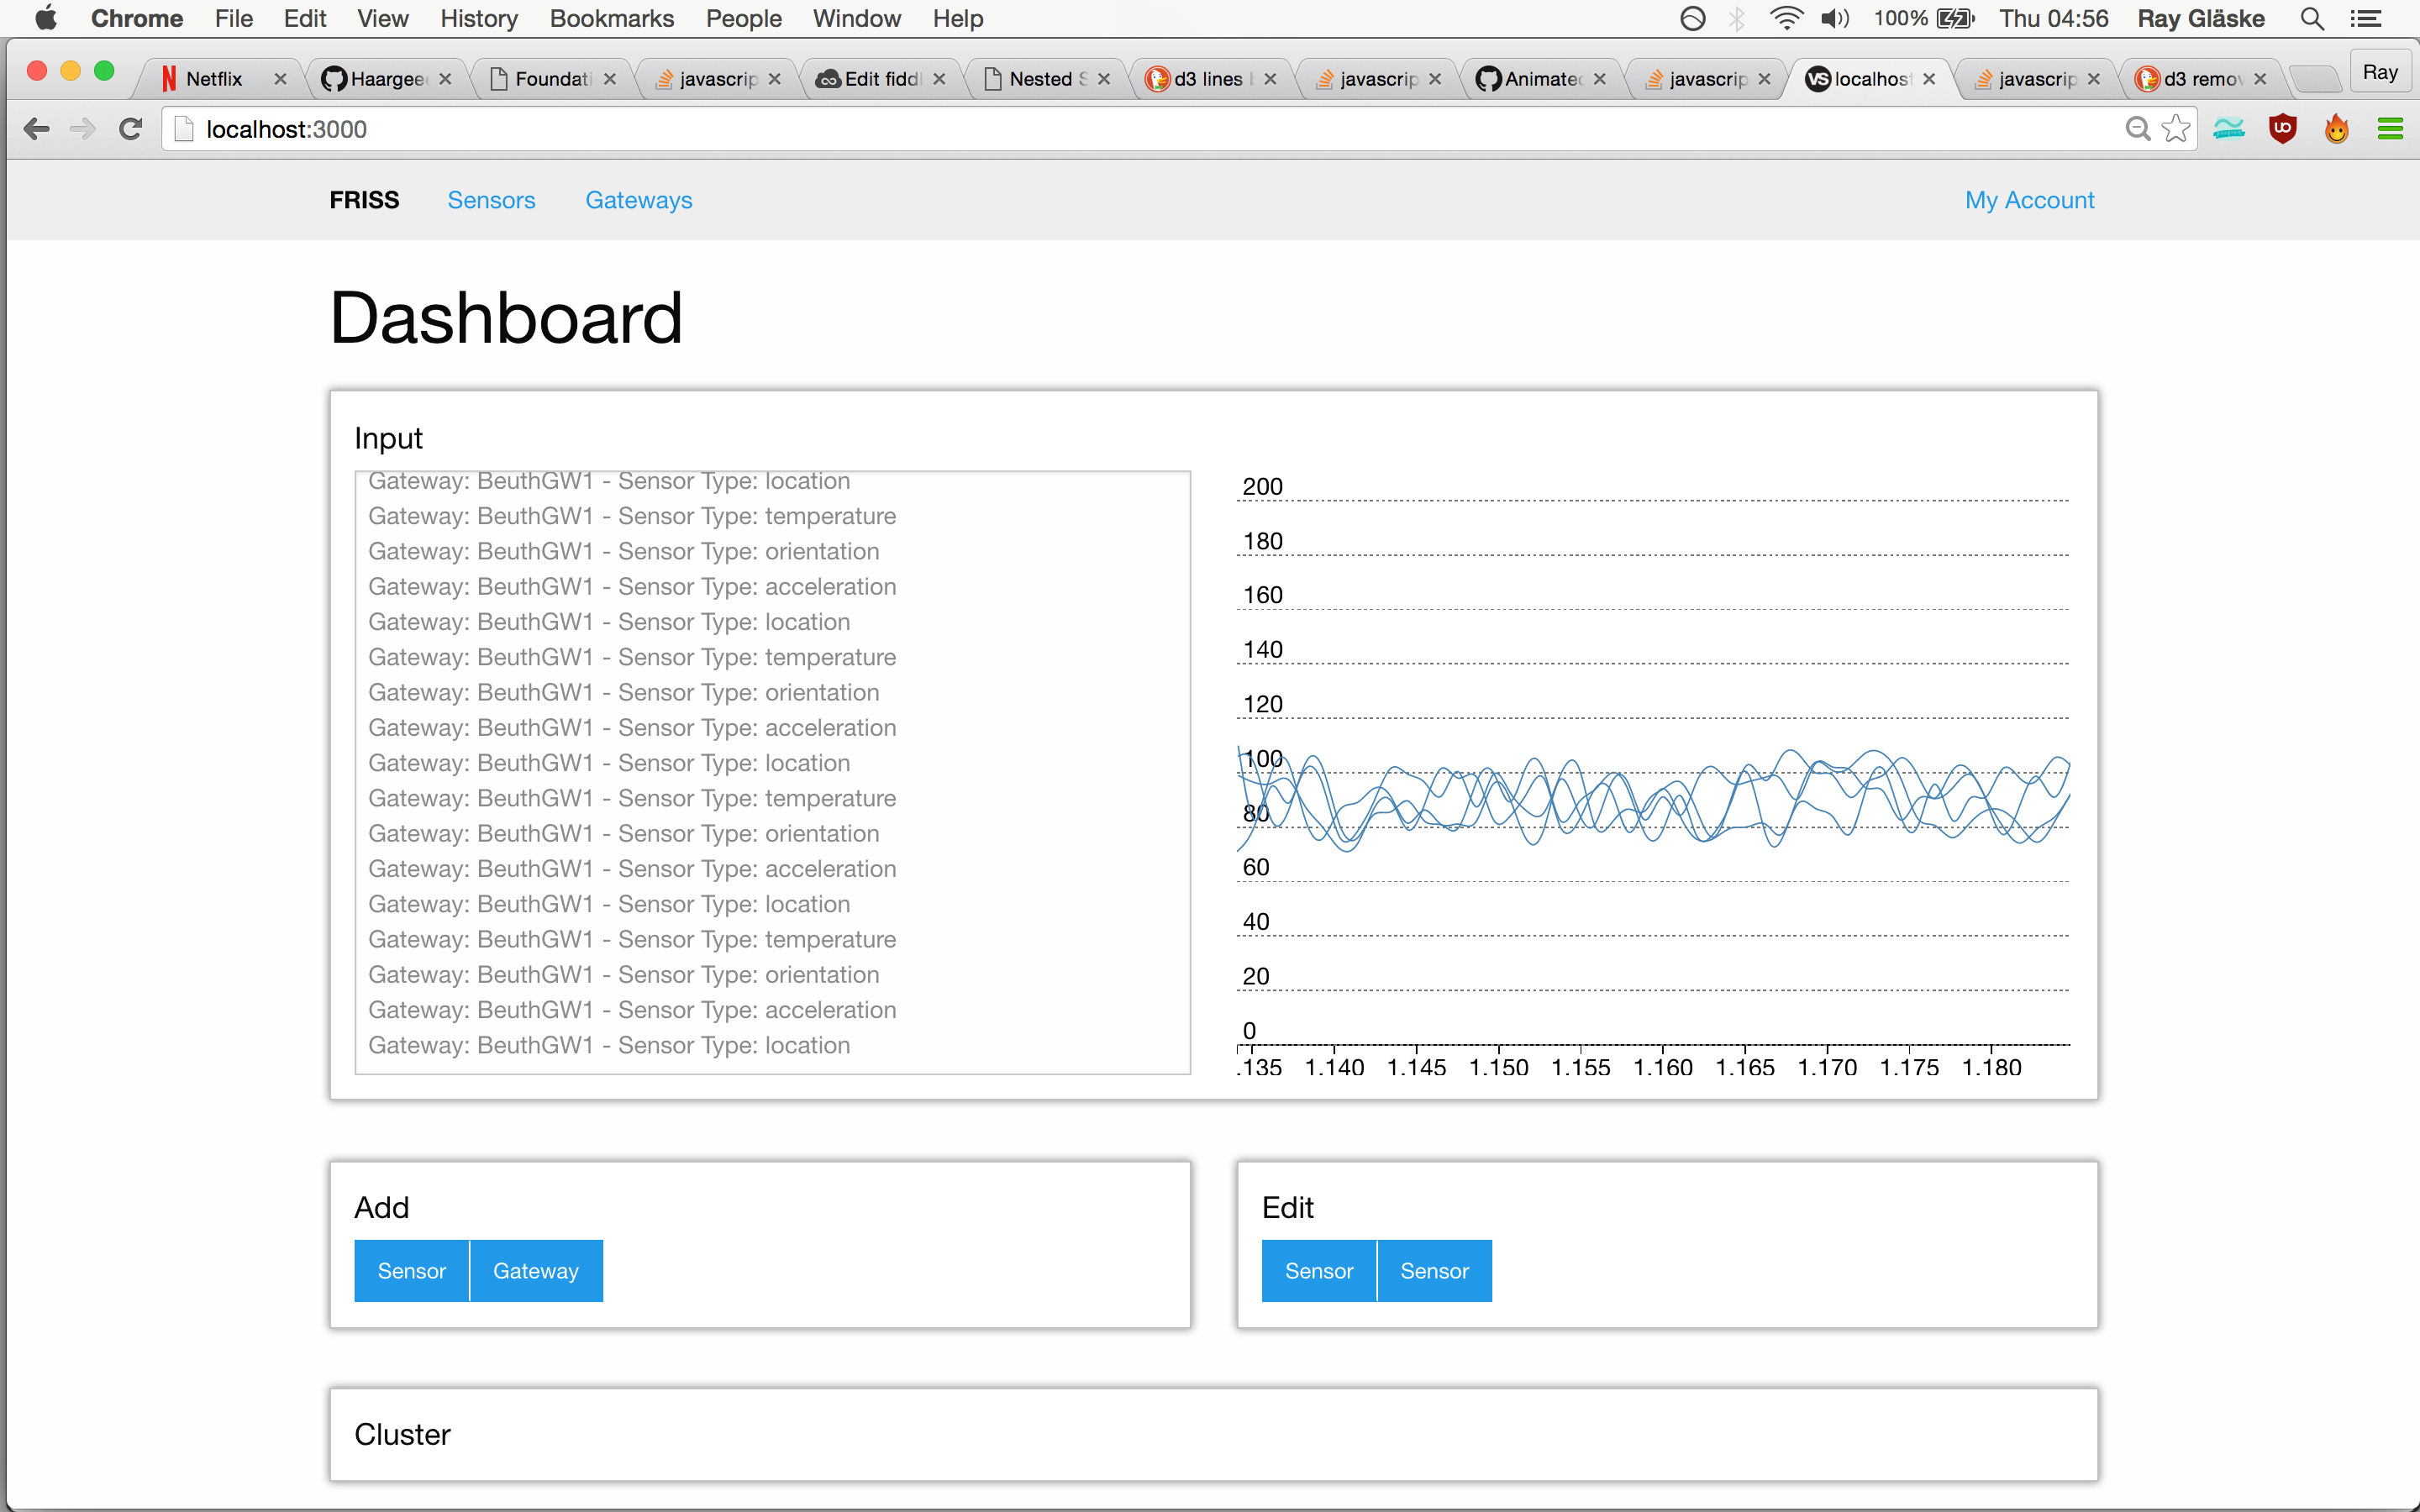 Chrome File Edit View History Bookmarks People Window Help 100% Thu 04:56 Ray Gläske
Netflix Haargee Foundati javascrip Edit fiddl Nested S d3 lines javascrip Animated javascrip localhost javascrip d3 remov Ray
localhost:3000
FRISS Sensors Gateways My Account
Dashboard
Input
Gateway: BeuthGW1 - Sensor Type: location
Gateway: BeuthGW1 - Sensor Type: temperature
Gateway: BeuthGW1 - Sensor Type: orientation
Gateway: BeuthGW1 - Sensor Type: acceleration
Gateway: BeuthGW1 - Sensor Type: location
Gateway: BeuthGW1 - Sensor Type: temperature
Gateway: BeuthGW1 - Sensor Type: orientation
Gateway: BeuthGW1 - Sensor Type: acceleration
Gateway: BeuthGW1 - Sensor Type: location
Gateway: BeuthGW1 - Sensor Type: temperature
Gateway: BeuthGW1 - Sensor Type: orientation
Gateway: BeuthGW1 - Sensor Type: acceleration
Gateway: BeuthGW1 - Sensor Type: location
Gateway: BeuthGW1 - Sensor Type: temperature
Gateway: BeuthGW1 - Sensor Type: orientation
Gateway: BeuthGW1 - Sensor Type: acceleration
Gateway: BeuthGW1 - Sensor Type: location
200
180
160
140
120
100
80
60
40
20
0
.135 1.140 1.145 1.150 1.155 1.160 1.165 1.170 1.175 1.180
Add
Sensor Gateway
Edit
Sensor Sensor
Cluster